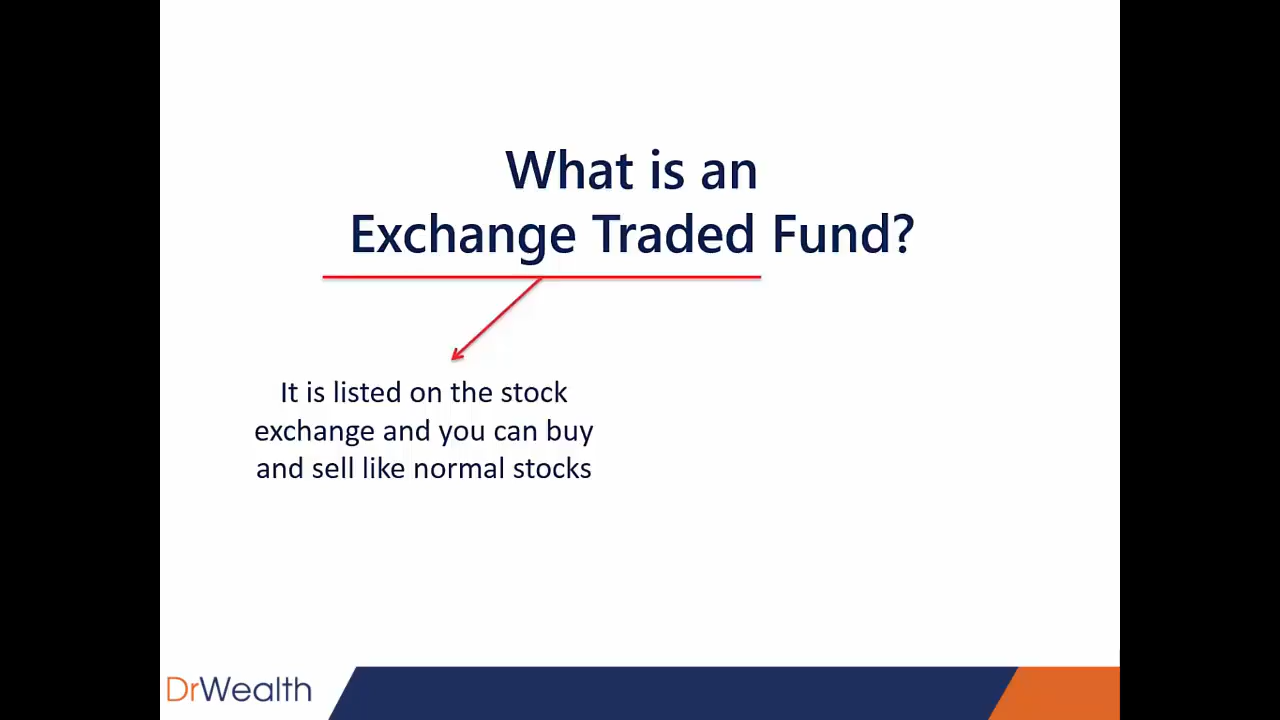 What is an
Exchange Traded Fund?
It is listed on the stock
exchange and you can buy
and sell like normal stocks
DrWealth